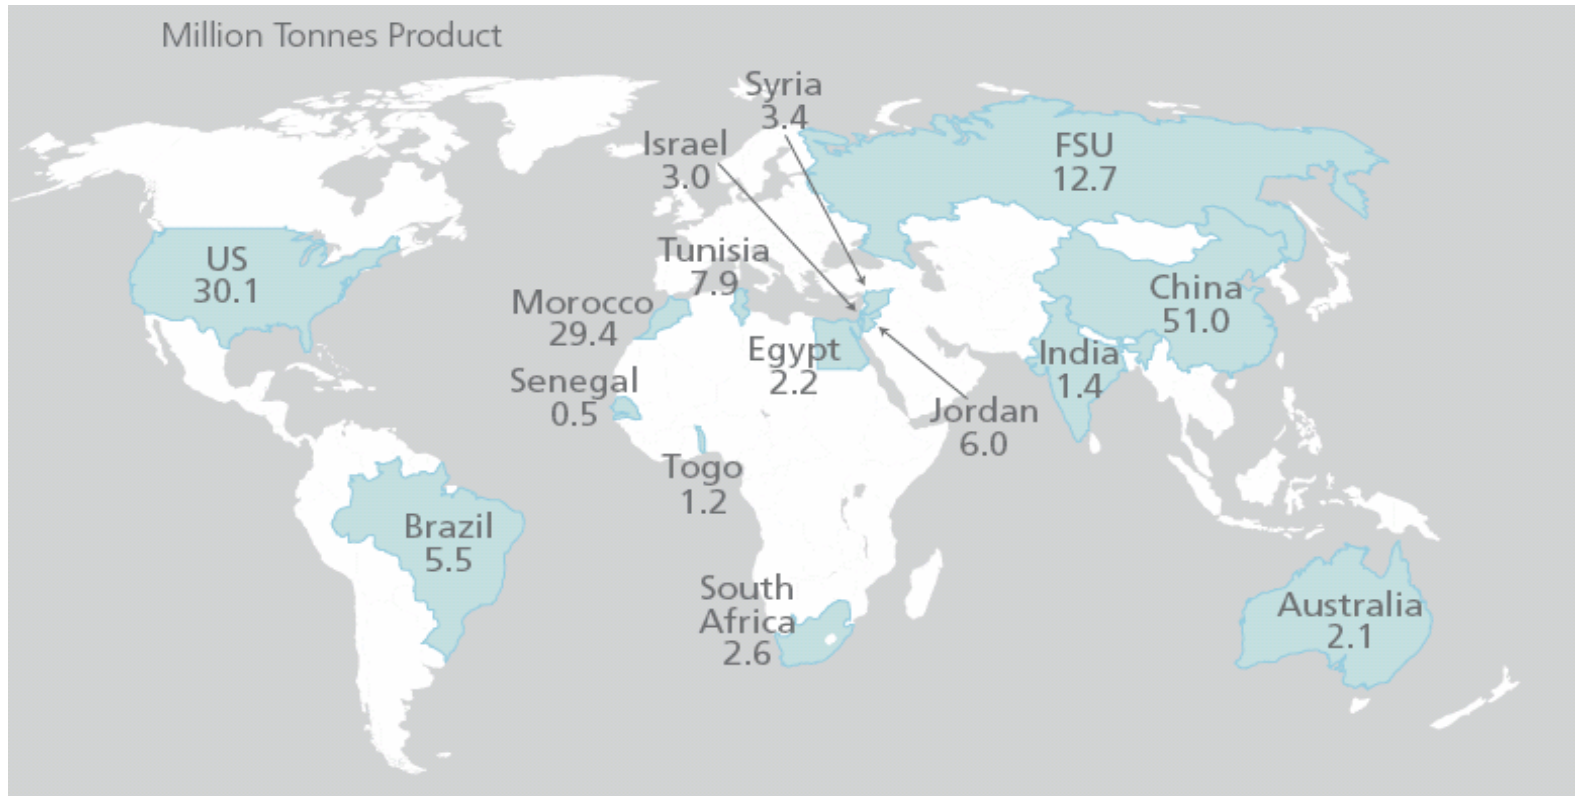 Million Tonnes Product
Syria
3.4
Israel
3.0
FSU
12.7
US
30.1
Tunisia
7.9
Morocco
29.4
China
51.0
Egypt
2.2
India
1.4
Senegal
0.5
Jordan
6.0
Togo
1.2
Brazil
5.5
South
Africa
2.6
Australia
2.1